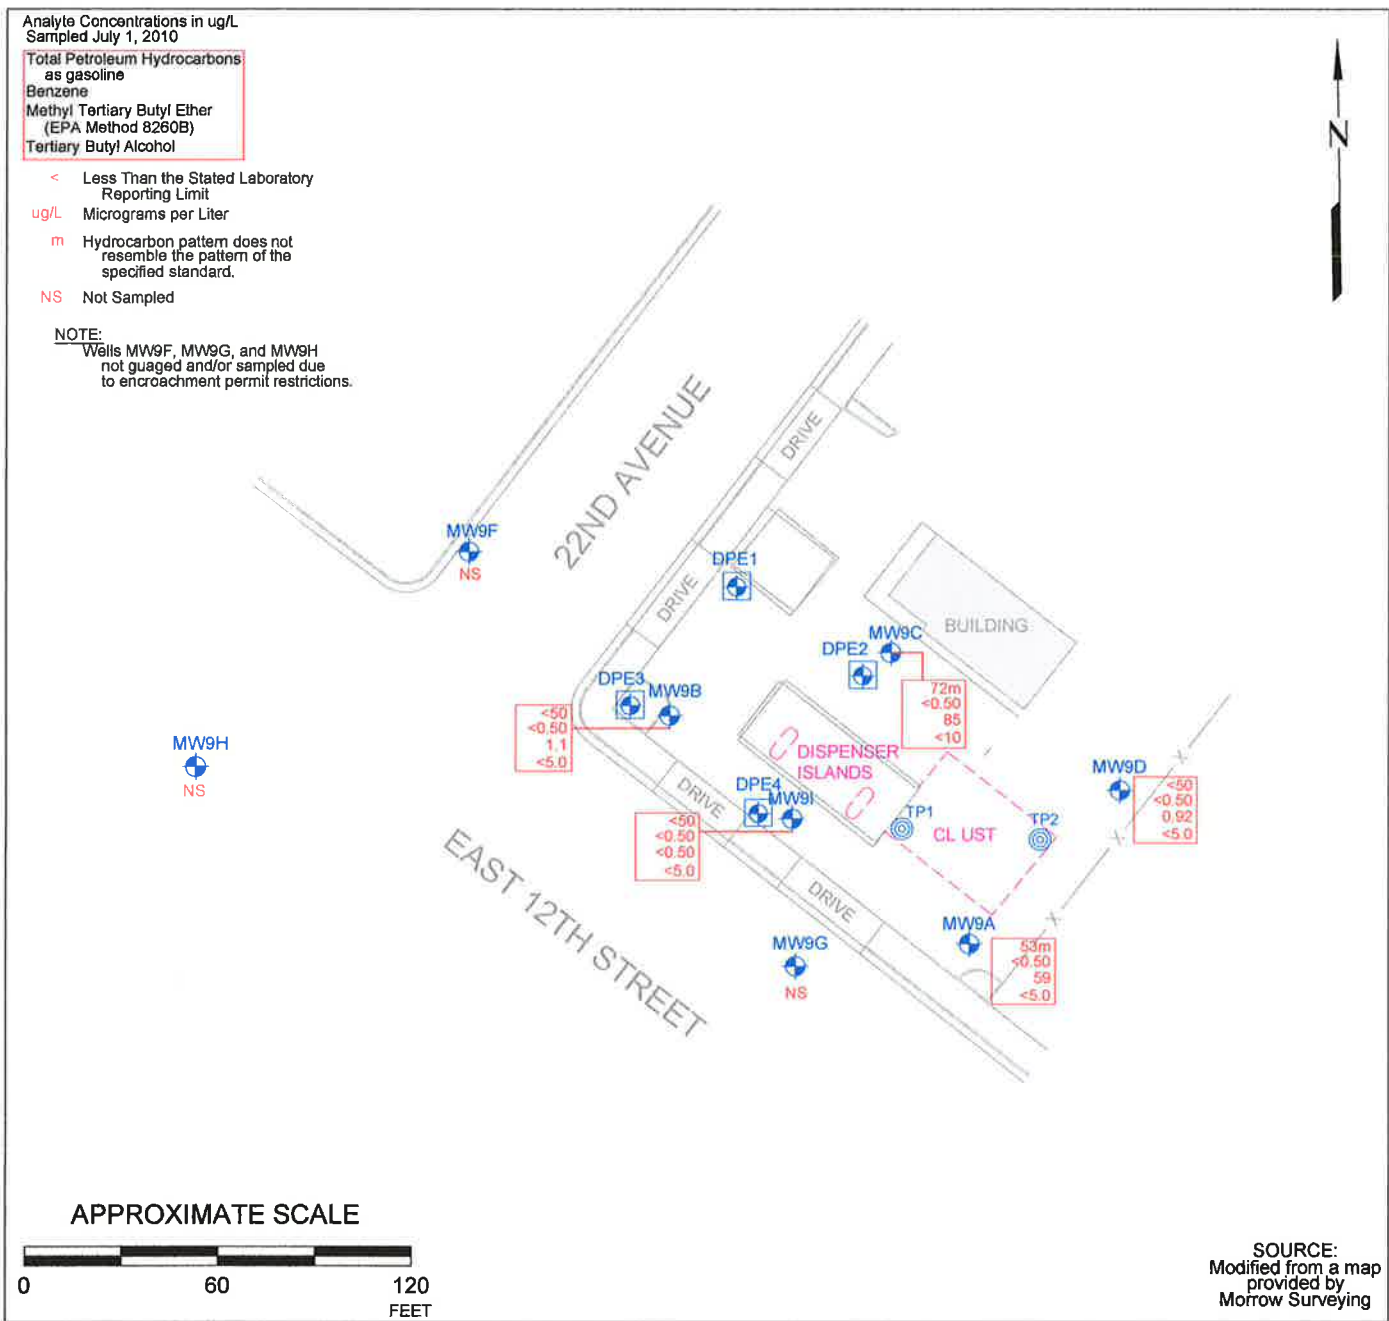 Analyte Concentrations in ug/L
Sampled July 1, 2010
Total Petroleum Hydrocarbons
as gasoline
Benzene
Methyl Tertiary Butyl Ether
(EPA Method 8260B)
Tertiary Butyl Alcohol
< Less Than the Stated Laboratory
Reporting Limit
ug/L Micrograms per Liter
m Hydrocarbon pattern does not
resemble the pattern of the
specified standard.
NS Not Sampled
NOTE:
Wells MW9F, MW9G, and MW9H
not guaged and/or sampled due
to encroachment permit restrictions.
N
22ND AVENUE
DRIVE
MW9F
NS
DPE1
DRIVE
BUILDING
MW9C
DPE2
72m
<0.50
85
<10
DPE3
MW9B
<50
<0.50
1.1
<5.0
MW9H
NS
DISPENSER
ISLANDS
MW9D
<50
<0.50
0.92
<5.0
DRIVE
DPE4
MW9I
<50
<0.50
<0.50
<5.0
TP1
CL UST
TP2
EAST 12TH STREET
DRIVE
MW9A
53m
<0.50
59
<5.0
MW9G
NS
X
X
X
APPROXIMATE SCALE
0 60 120
FEET
SOURCE:
Modified from a map
provided by
Morrow Surveying